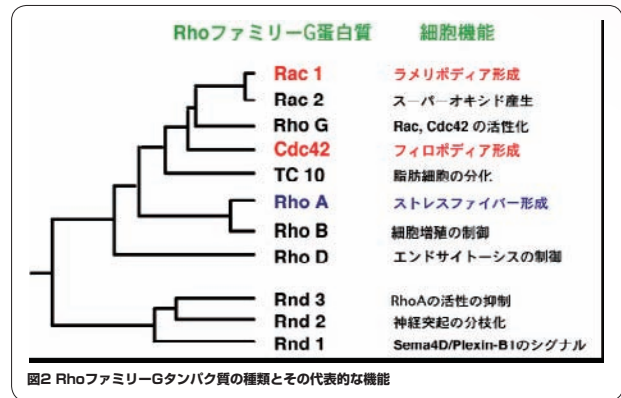 RhoファミリーG蛋白質 細胞機能
Rac 1 ラメリポディア形成
Rac 2 スーパーオキシド産生
Rho G Rac, Cdc42 の活性化
Cdc42 フィロポディア形成
TC 10 脂肪細胞の分化
Rho A ストレスファイバー形成
Rho B 細胞増殖の制御
Rho D エンドサイトーシスの制御
Rnd 3 RhoAの活性の抑制
Rnd 2 神経突起の分枝化
Rnd 1 Sema4D/Plexin-B1のシグナル
図2 RhoファミリーGタンパク質の種類とその代表的な機能